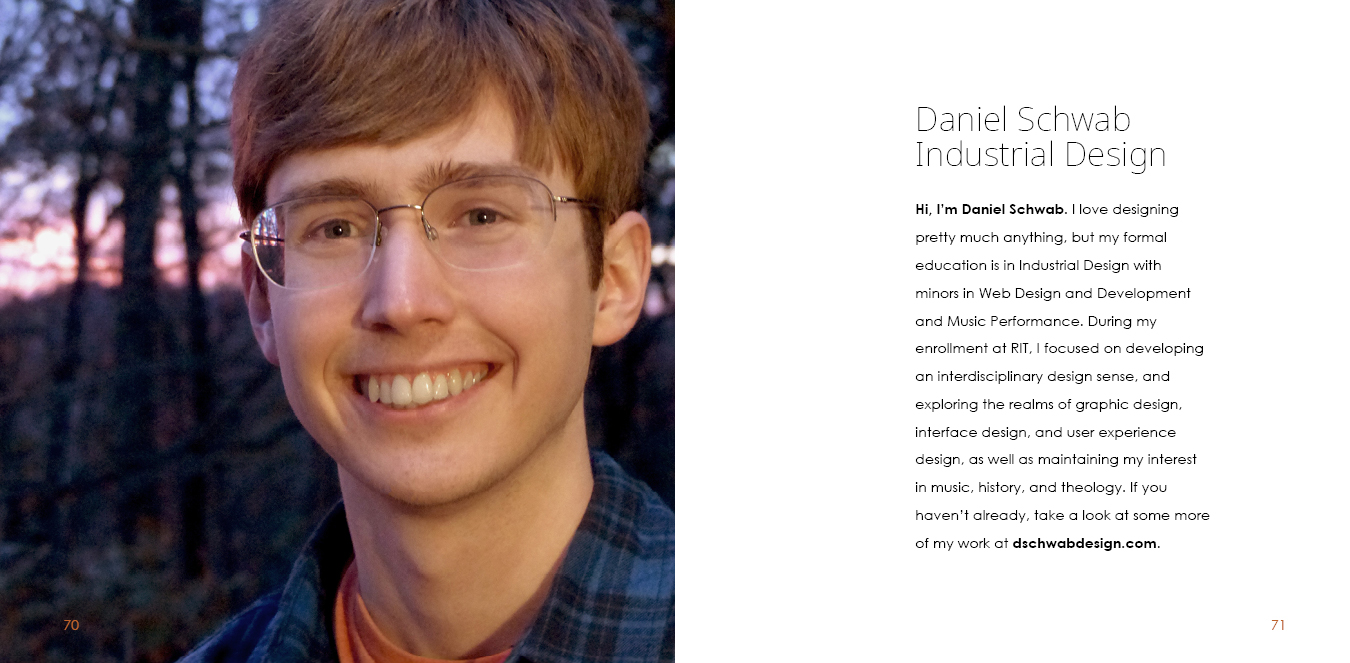 Daniel Schwab
Industrial Design
Hi, I'm Daniel Schwab. I love designing
pretty much anything, but my formal
education is in Industrial Design with
minors in Web Design and Development
and Music Performance. During my
enrollment at RIT, I focused on developing
an interdisciplinary design sense, and
exploring the realms of graphic design,
interface design, and user experience
design, as well as maintaining my interest
in music, history, and theology. If you
haven't already, take a look at some more
of my work at dschwabdesign.com.
70
71